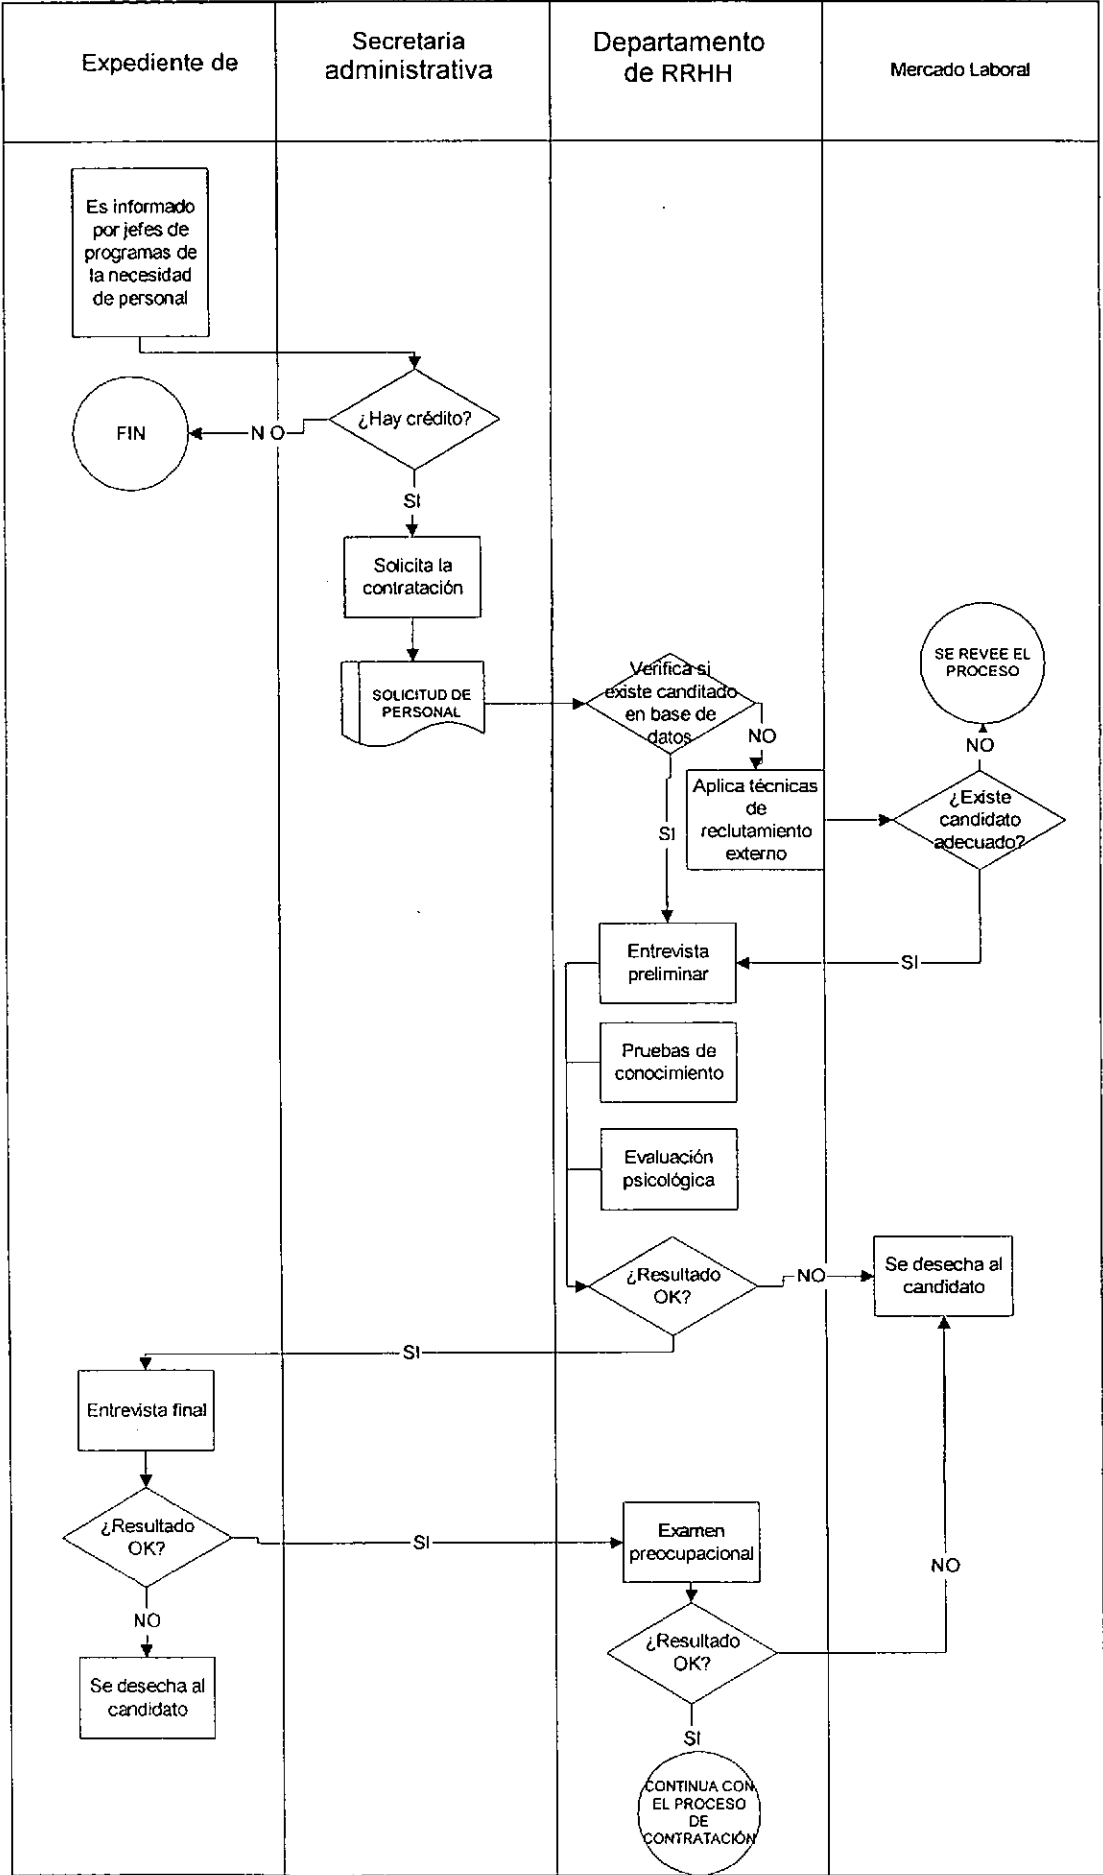 Expediente de
Secretaria
administrativa
Departamento
de RRHH
Mercado Laboral
Es informado
por jefes de
programas de
la necesidad
de personal
¿Hay crédito?
FIN
N O
SI
Solicita la
contratación
SOLICITUD DE
PERSONAL
Verifica si
existe canditado
en base de
datos
NO
SI
Aplica técnicas
de
reclutamiento
externo
SE REVEE EL
PROCESO
NO
¿Existe
candidato
adecuado?
SI
Entrevista
preliminar
Pruebas de
conocimiento
Evaluación
psicológica
¿Resultado
OK?
NO
Se desecha al
candidato
SI
Entrevista final
¿Resultado
OK?
SI
NO
Se desecha al
candidato
Examen
preocupacional
¿Resultado
OK?
NO
SI
CONTINUA CON
EL PROCESO
DE
CONTRATACIÓN